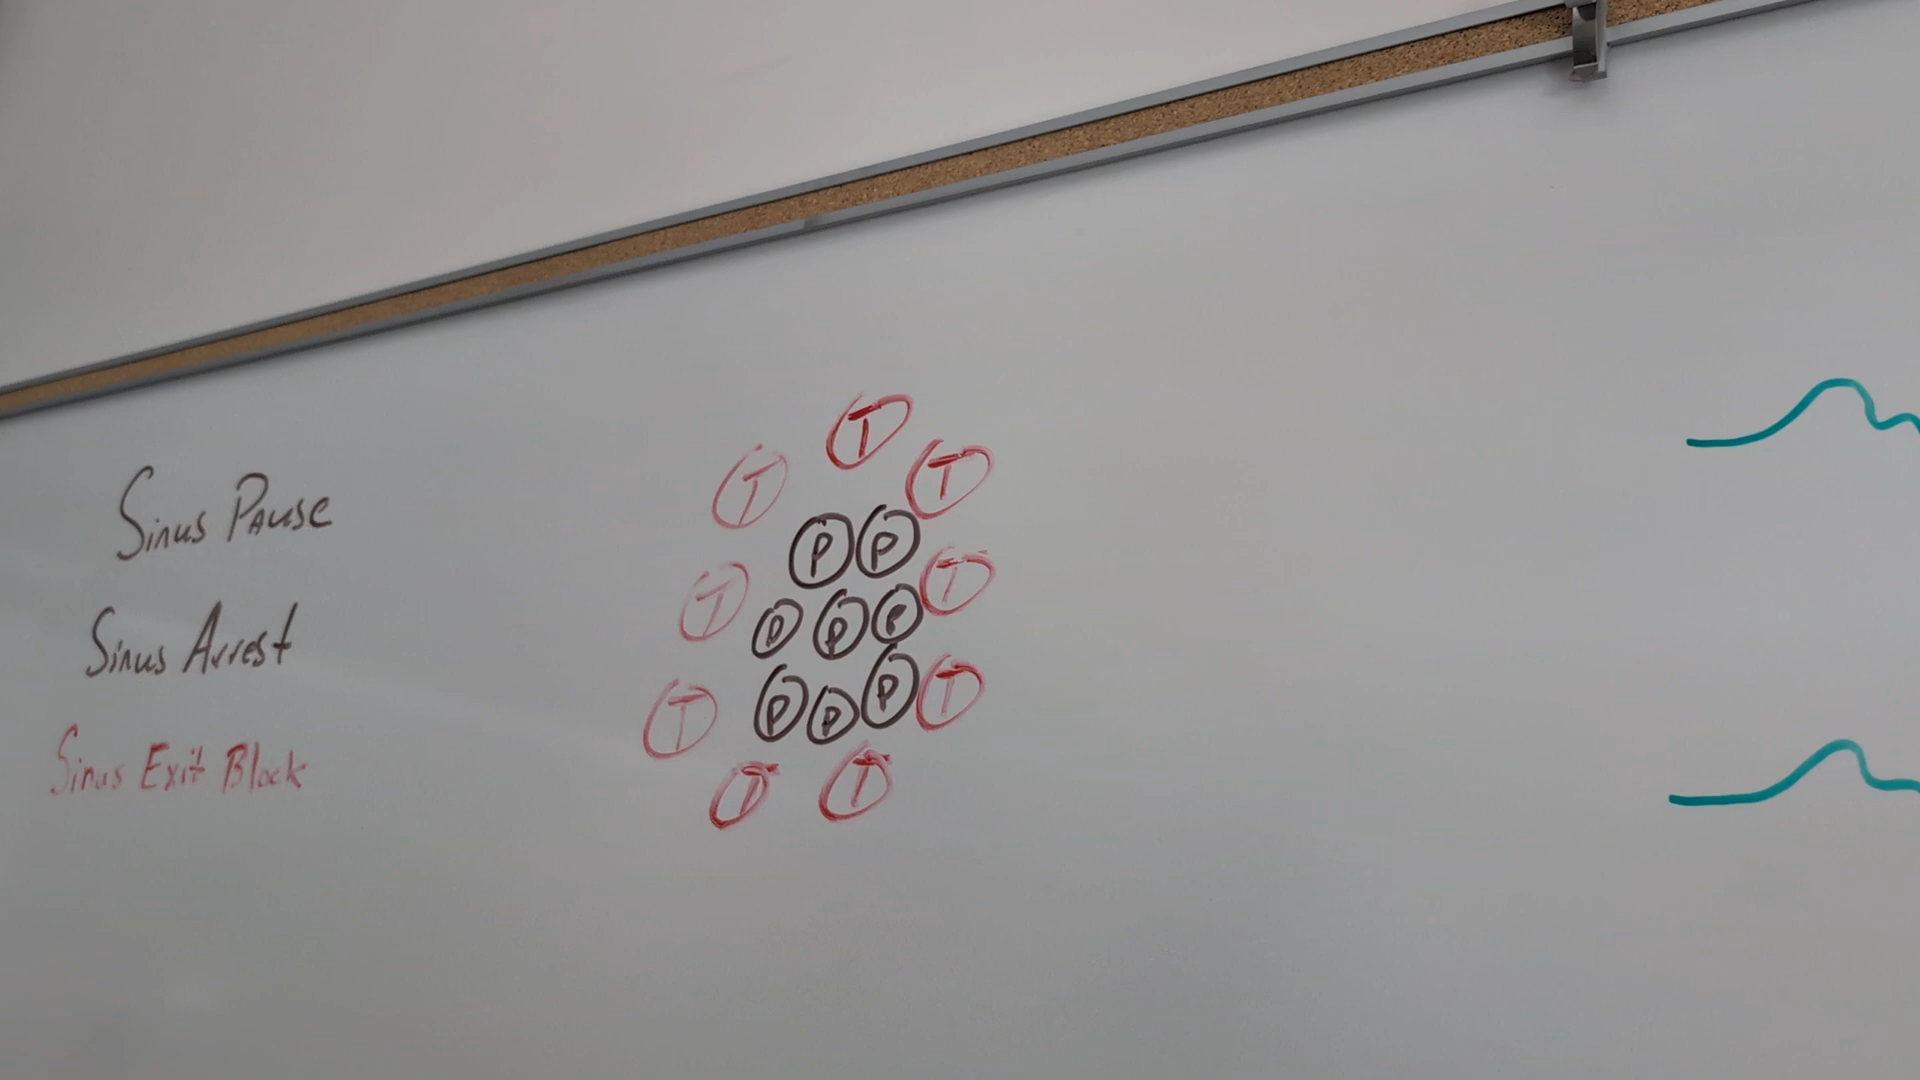 Sinus Pause
Sinus Arrest
Sinus Exit Block
T
T T
P P
T T
P P P
T P P P T
T T